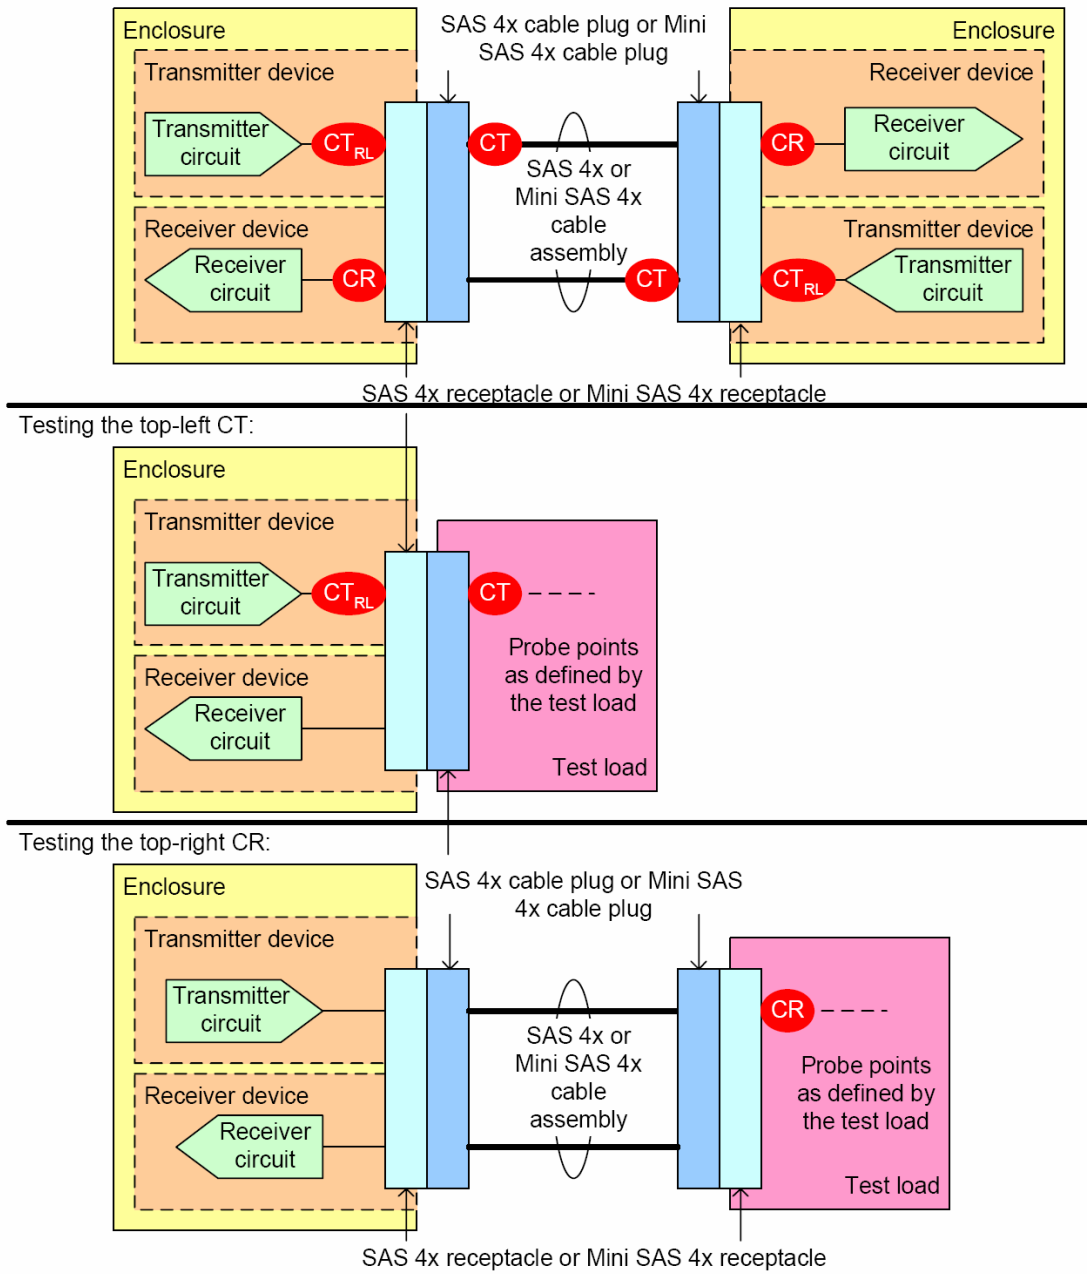 Enclosure
SAS 4x cable plug or Mini
SAS 4x cable plug
Enclosure
Transmitter device
Receiver device
Transmitter
circuit
CTRL
CT
CR
Receiver
circuit
SAS 4x or
Mini SAS 4x
cable
assembly
Receiver device
Transmitter device
Receiver
circuit
CR
CT
CTRL
Transmitter
circuit
SAS 4x receptacle or Mini SAS 4x receptacle
Testing the top-left CT:
Enclosure
Transmitter device
Transmitter
circuit
CTRL
CT
Probe points
as defined by
the test load
Receiver device
Receiver
circuit
Test load
Testing the top-right CR:
SAS 4x cable plug or Mini SAS
4x cable plug
Enclosure
Transmitter device
Transmitter
circuit
CR
SAS 4x or
Mini SAS 4x
cable
assembly
Probe points
as defined by
the test load
Receiver device
Receiver
circuit
Test load
SAS 4x receptacle or Mini SAS 4x receptacle